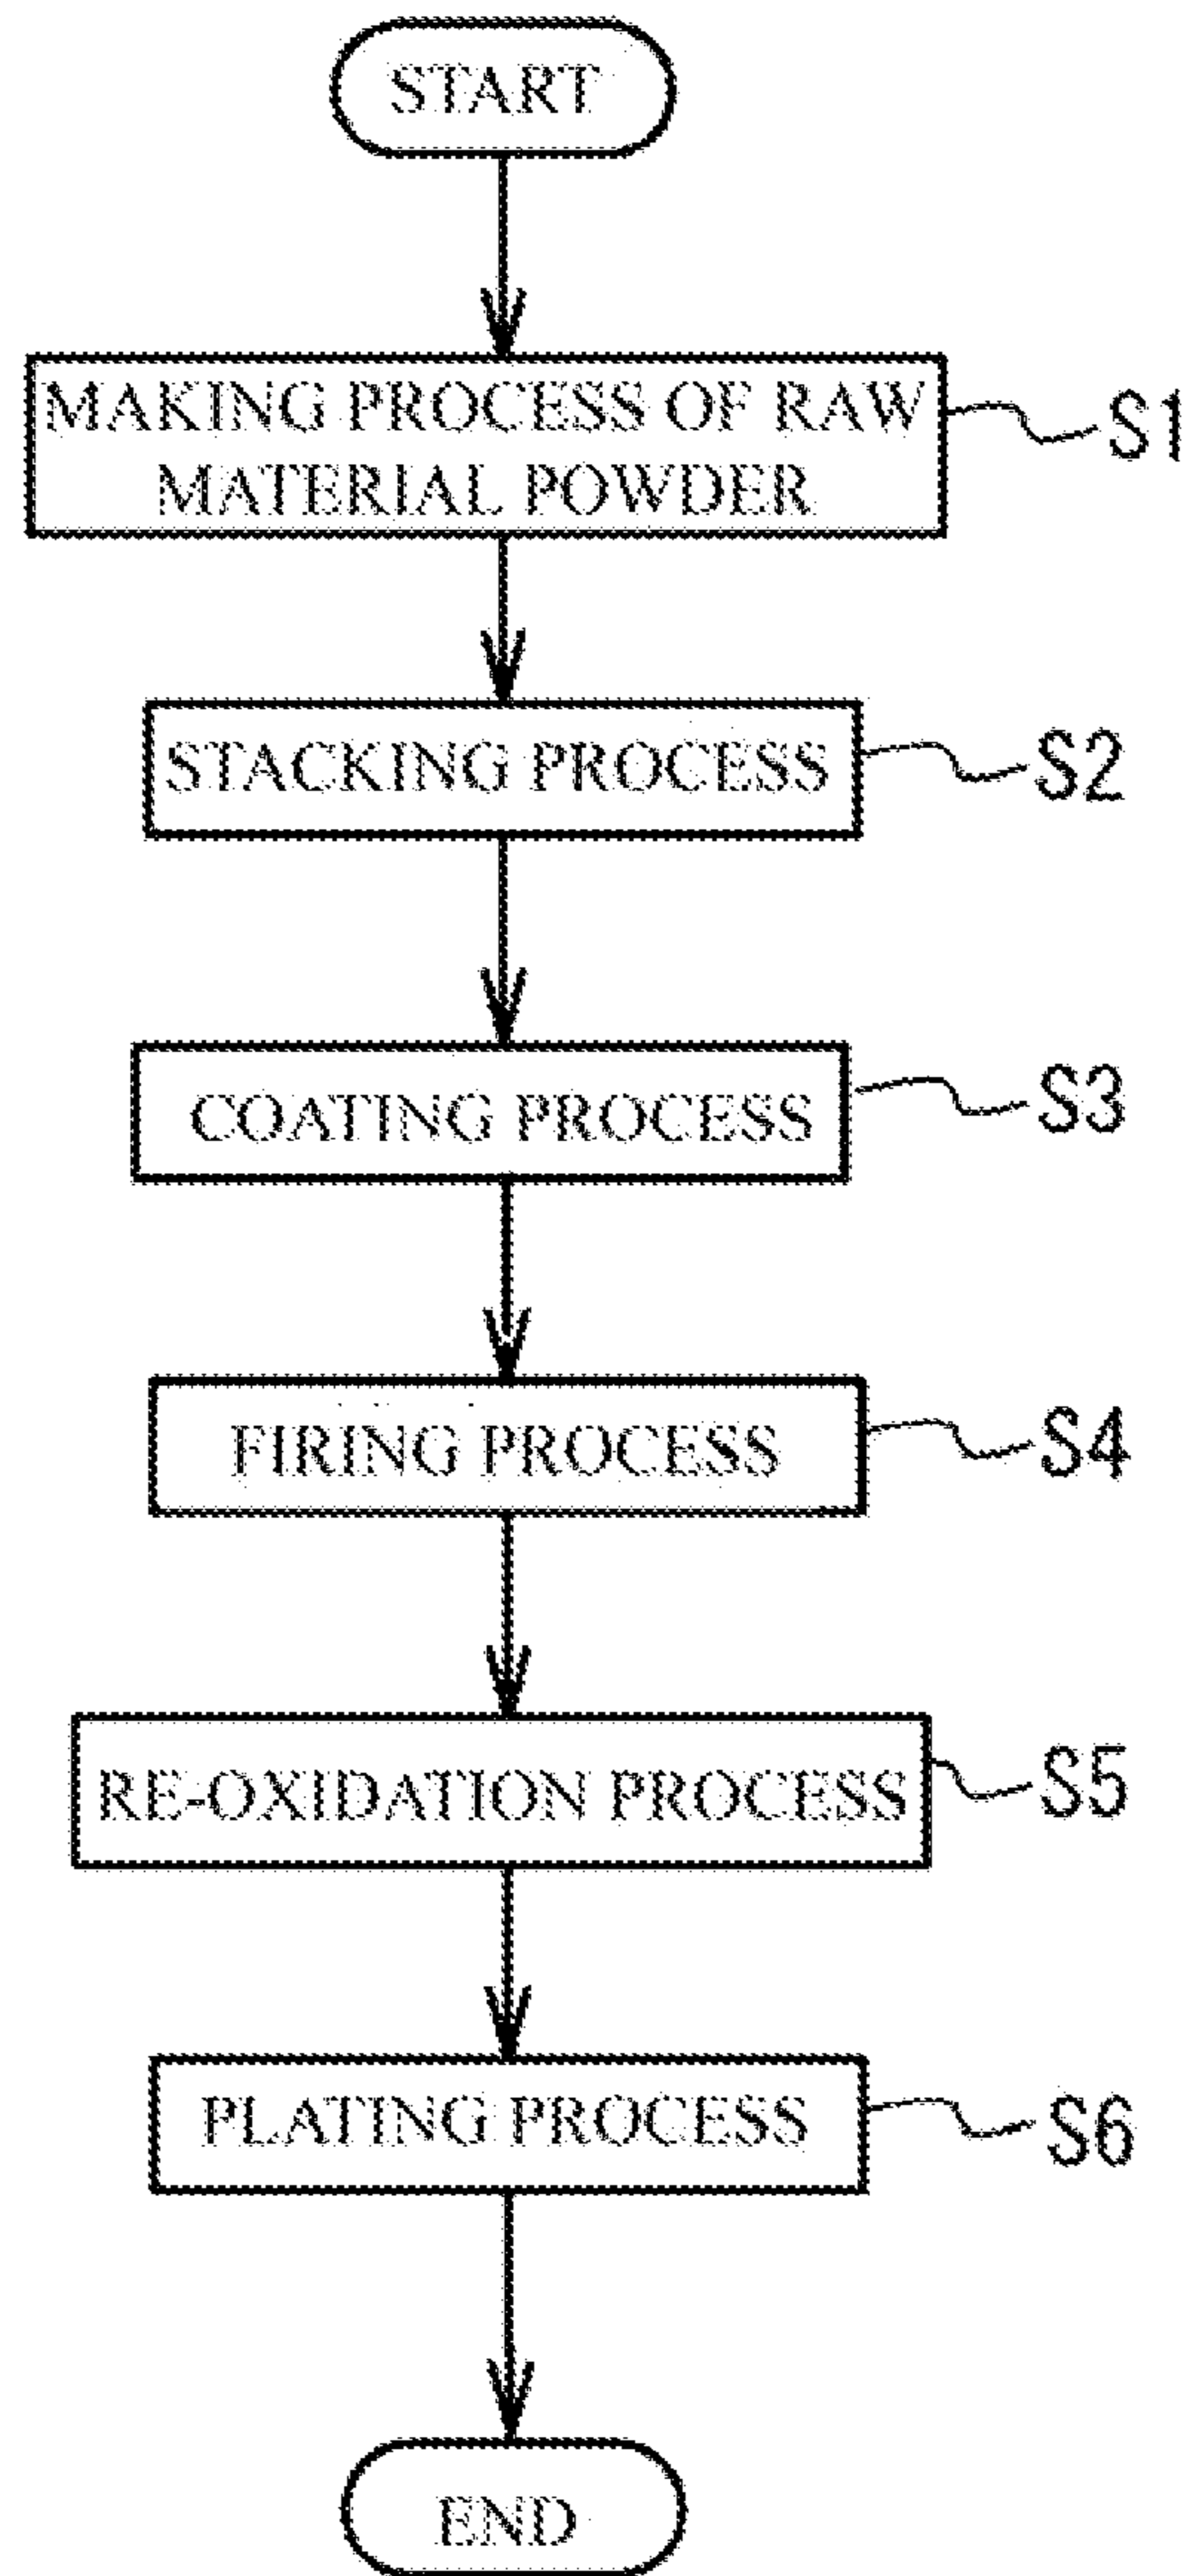 START
MAKING PROCESS OF RAW
MATERIAL POWDER
S1
STACKING PROCESS
S2
COATING PROCESS
S3
FIRING PROCESS
S4
RE-OXIDATION PROCESS
S5
PLATING PROCESS
S6
END